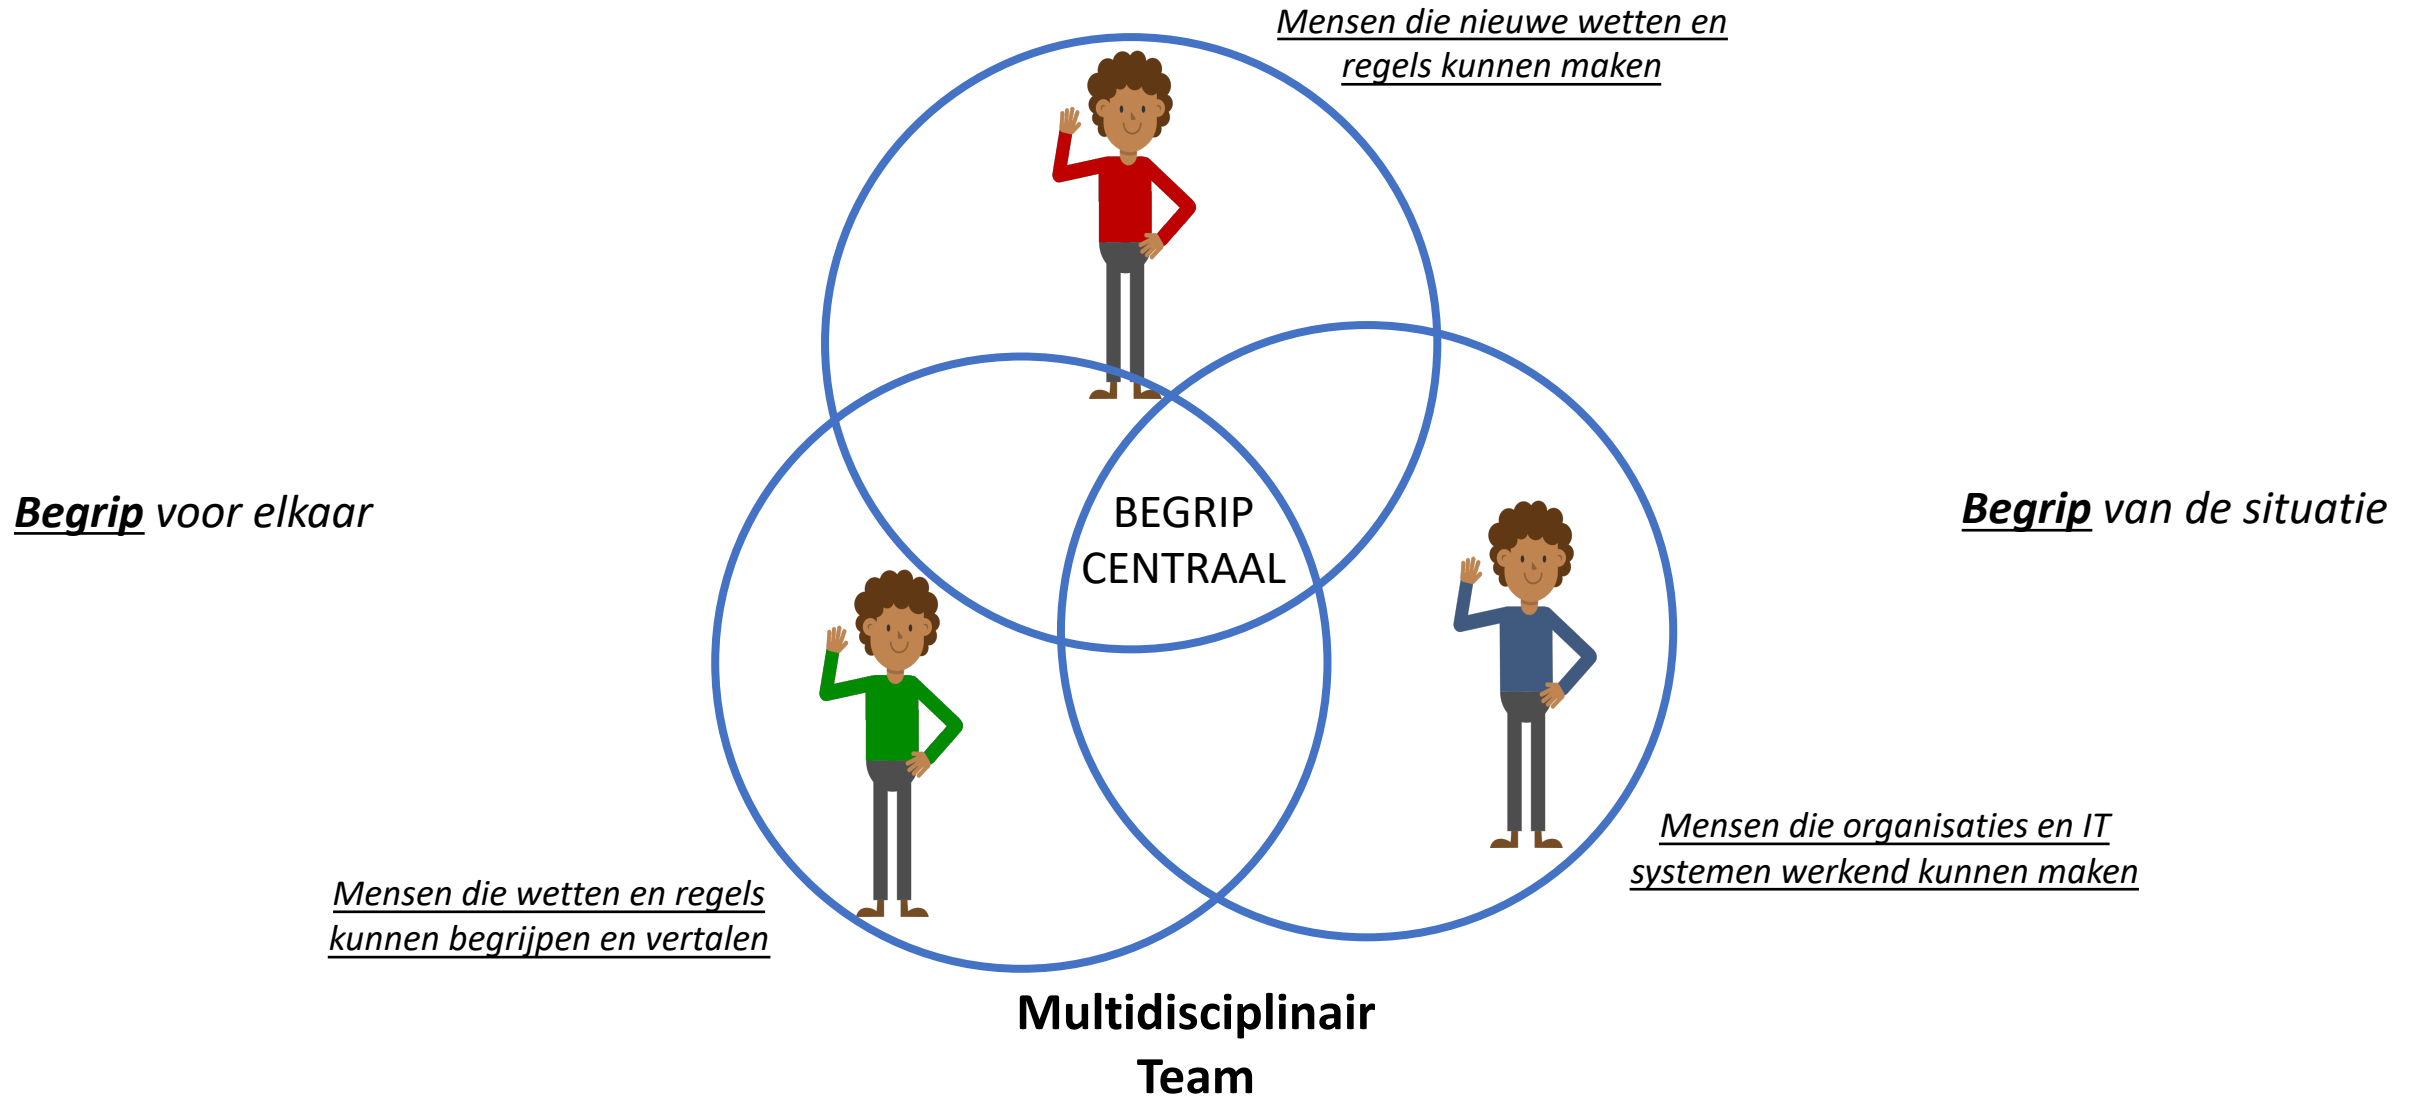 Mensen die nieuwe wetten en
regels kunnen maken
Begrip voor elkaar
BEGRIP
CENTRAAL
Begrip van de situatie
Mensen die organisaties en IT
systemen werkend kunnen maken
Mensen die wetten en regels
kunnen begrijpen en vertalen
Multidisciplinair
Team